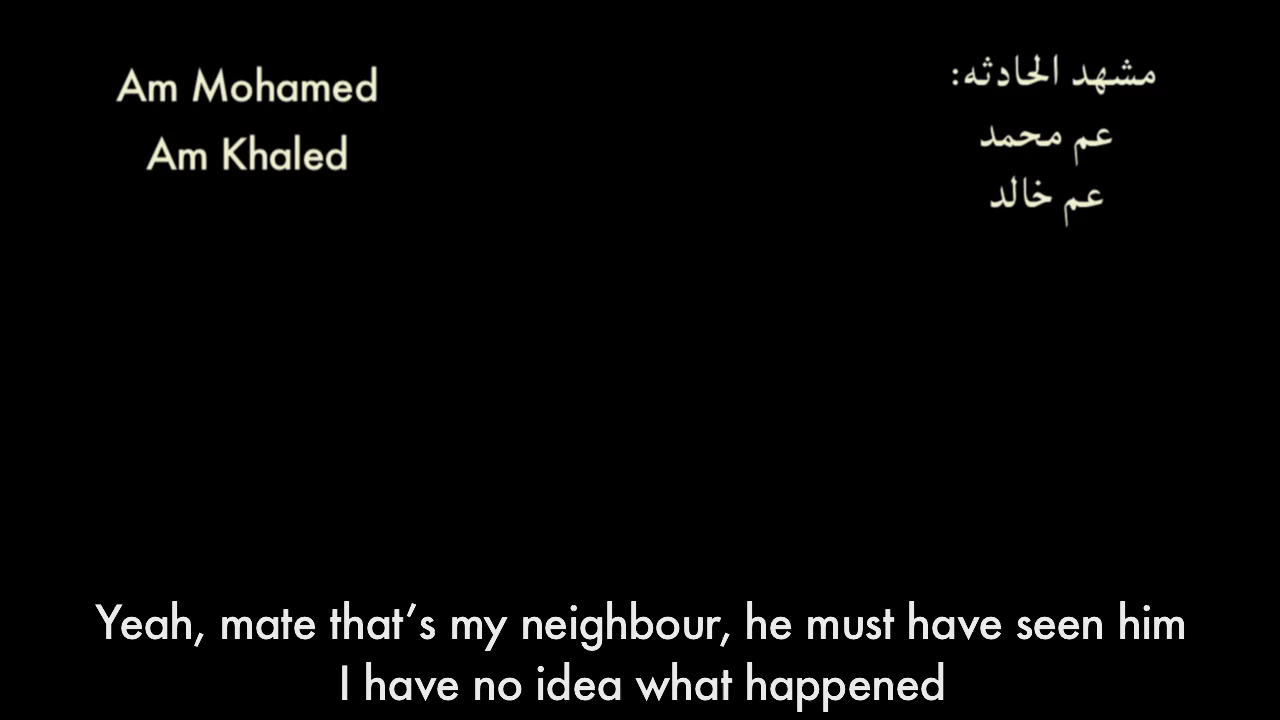 Am Mohamed
Am Khaled
مشهد الحادثه:
عم محمد
عم خالد
Yeah, mate that’s my neighbour, he must have seen him
I have no idea what happened